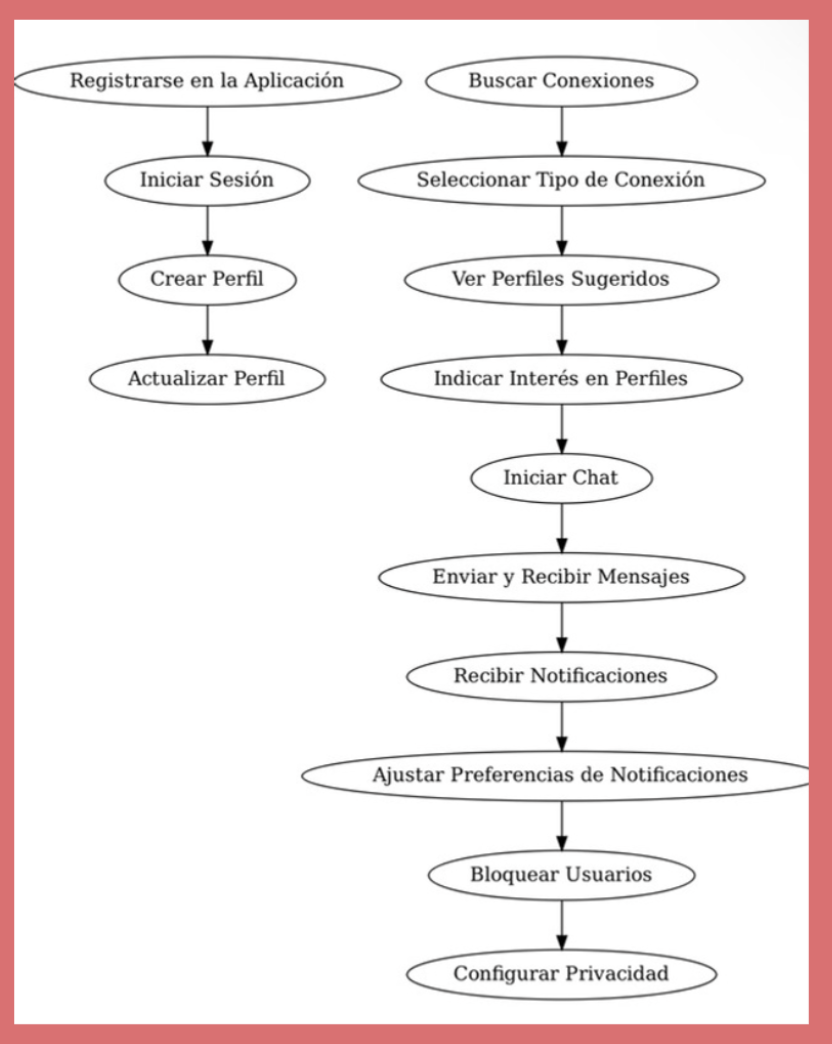 Registrarse en la Aplicación
Iniciar Sesión
Crear Perfil
Actualizar Perfil
Buscar Conexiones
Seleccionar Tipo de Conexión
Ver Perfiles Sugeridos
Indicar Interés en Perfiles
Iniciar Chat
Enviar y Recibir Mensajes
Recibir Notificaciones
Ajustar Preferencias de Notificaciones
Bloquear Usuarios
Configurar Privacidad